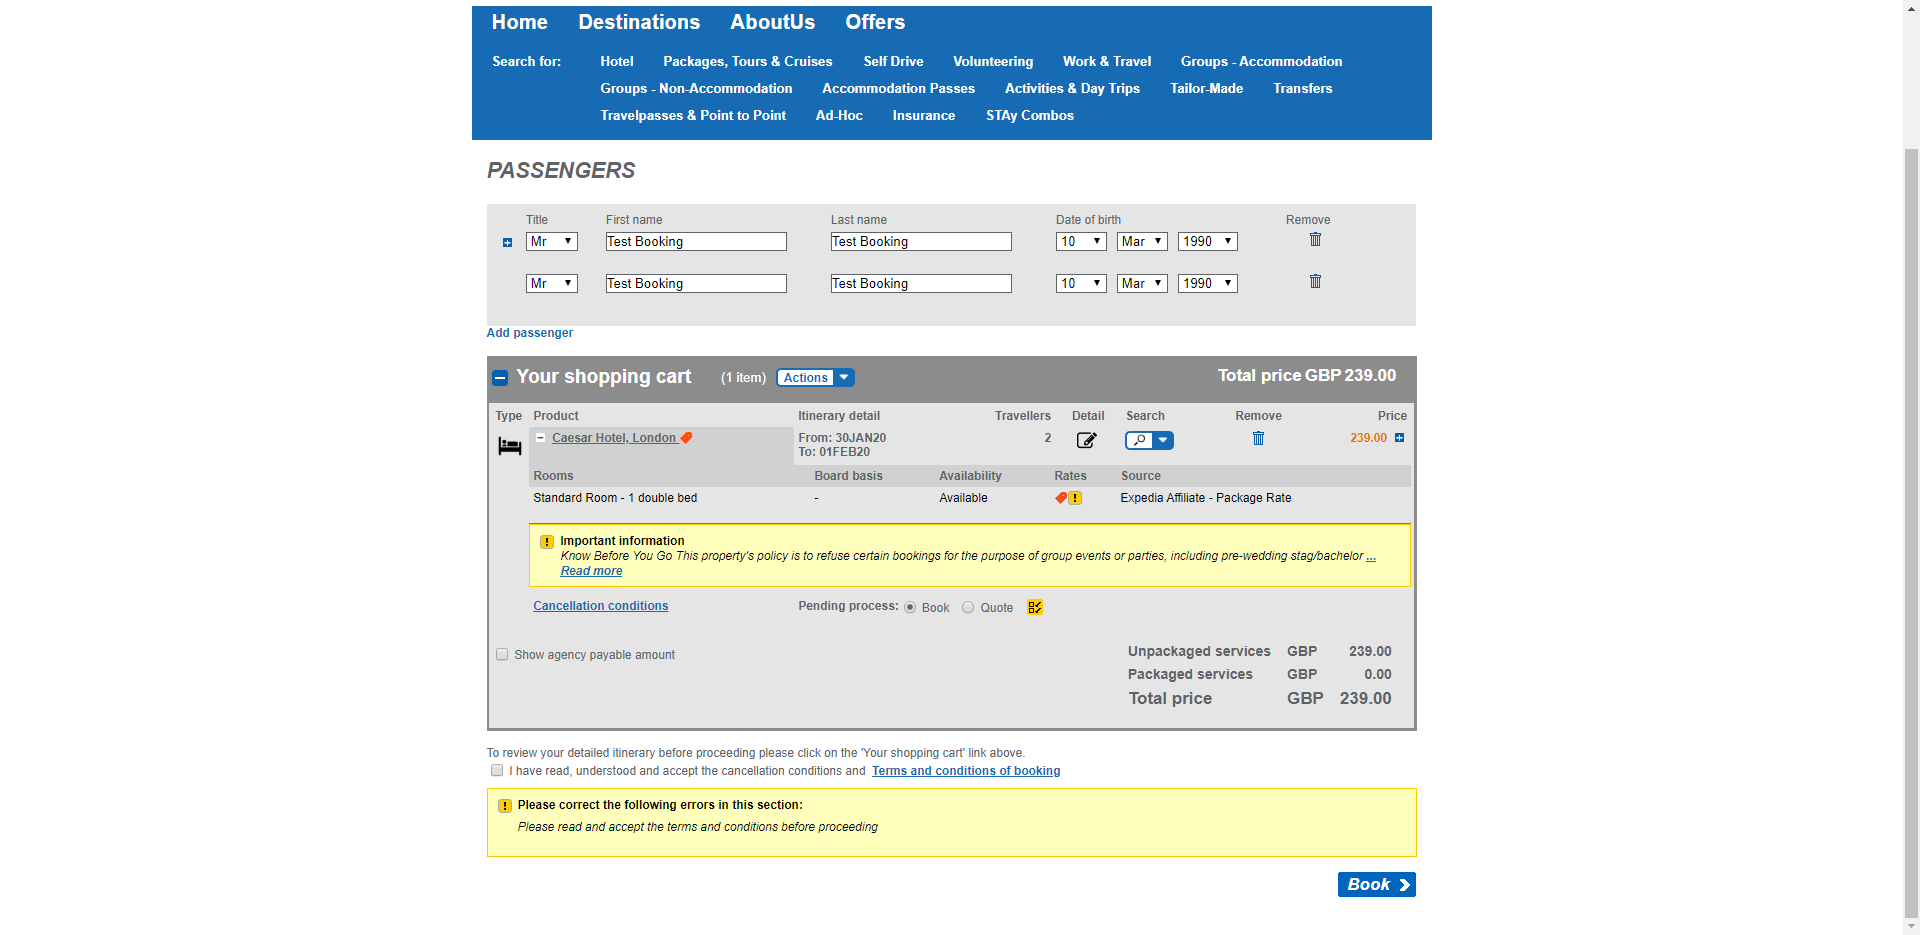 Home Destinations AboutUs Offers
Search for: Hotel Packages, Tours & Cruises Self Drive Volunteering Work & Travel Groups - Accommodation
Groups - Non-Accommodation Accommodation Passes Activities & Day Trips Tailor-Made Transfers
Travelpasses & Point to Point Ad-Hoc Insurance STAy Combos
PASSENGERS
Title First name Last name Date of birth Remove
Mr Test Booking Test Booking 10 Mar 1990
Mr Test Booking Test Booking 10 Mar 1990
Add passenger
Your shopping cart (1 item) Actions Total price GBP 239.00
Type Product Itinerary detail Travellers Detail Search Remove Price
Caesar Hotel, London From: 30JAN20 2 239.00
To: 01FEB20
Rooms Board basis Availability Rates Source
Standard Room - 1 double bed - Available Expedia Affiliate - Package Rate
Important information
Know Before You Go This property's policy is to refuse certain bookings for the purpose of group events or parties, including pre-wedding stag/bachelor ...
Read more
Cancellation conditions Pending process: Book Quote
Show agency payable amount
Unpackaged services GBP 239.00
Packaged services GBP 0.00
Total price GBP 239.00
To review your detailed itinerary before proceeding please click on the 'Your shopping cart' link above.
I have read, understood and accept the cancellation conditions and Terms and conditions of booking
Please correct the following errors in this section:
Please read and accept the terms and conditions before proceeding
Book